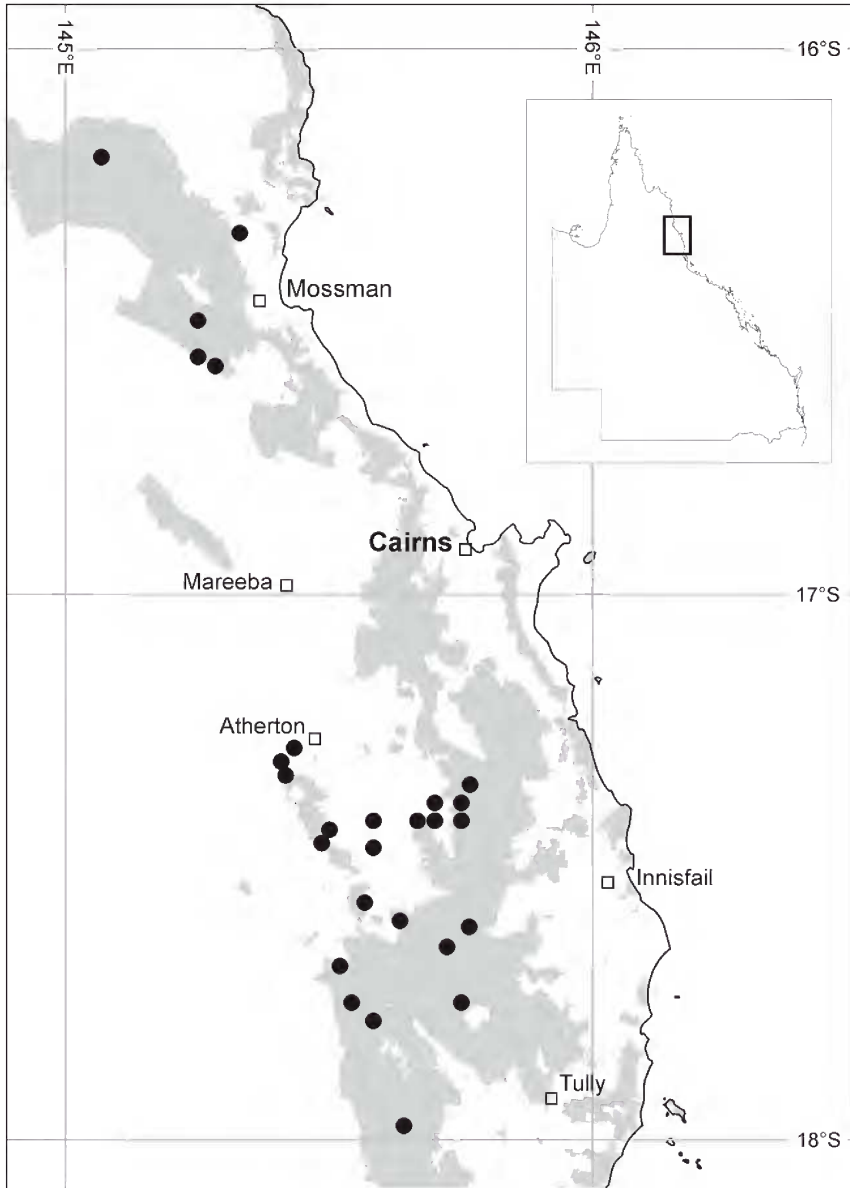 145°E
146°E
16°S
Mossman
Cairns
Mareeba
17°S
Atherton
Innisfail
Tully
18°S